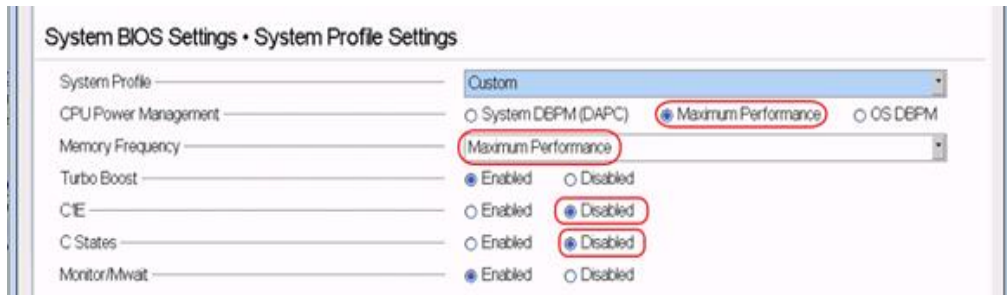 System BIOS Settings • System Profile Settings
System Profile Custom
CPU Power Management System DBPM (DAPC) Maximum Performance OS DBPM
Memory Frequency Maximum Performance
Turbo Boost Enabled Disabled
C1E Enabled Disabled
C States Enabled Disabled
Monitor/Mwait Enabled Disabled